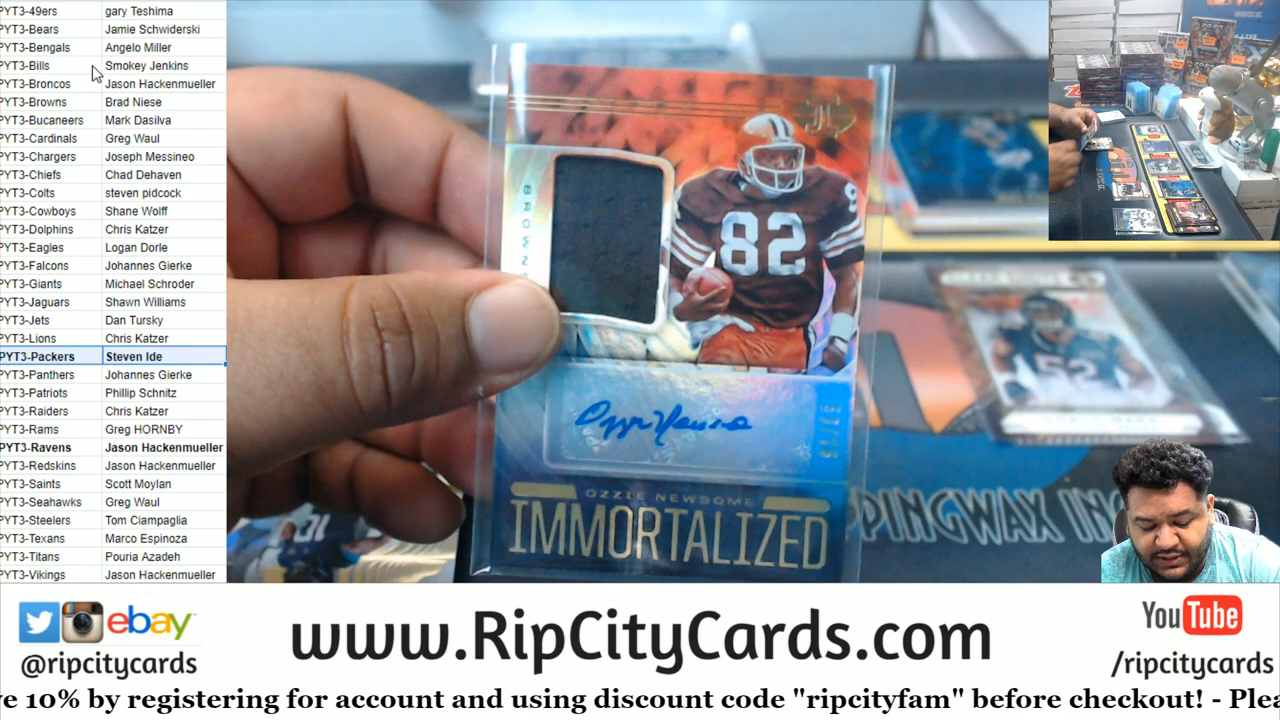 PYT3-49ers gary Teshima
PYT3-Bears Jamie Schwiderski
PYT3-Bengals Angelo Miller
PYT3-Bills Smokey Jenkins
PYT3-Broncos Jason Hackenmueller
PYT3-Browns Brad Niese
PYT3-Bucaneers Mark Dasilva
PYT3-Cardinals Greg Waul
PYT3-Chargers Joseph Messineo
PYT3-Chiefs Chad Dehaven
PYT3-Colts steven pidcock
PYT3-Cowboys Shane Wolff
PYT3-Dolphins Chris Katzer
PYT3-Eagles Logan Dorle
PYT3-Falcons Johannes Gierke
PYT3-Giants Michael Schroder
PYT3-Jaguars Shawn Williams
PYT3-Jets Dan Tursky
PYT3-Lions Chris Katzer
PYT3-Packers Steven Ide
PYT3-Panthers Johannes Gierke
PYT3-Patriots Phillip Schnitz
PYT3-Raiders Chris Katzer
PYT3-Rams Greg HORNBY
PYT3-Ravens Jason Hackenmueller
PYT3-Redskins Jason Hackenmueller
PYT3-Saints Scott Moylan
PYT3-Seahawks Greg Waul
PYT3-Steelers Tom Ciampaglia
PYT3-Texans Marco Espinoza
PYT3-Titans Pouria Azadeh
PYT3-Vikings Jason Hackenmueller
BROWNS
82
82
Ozzie Newsome
OZZIE NEWSOME
IMMORTALIZED
52
PPINGWAX INC
ebay
@ripcitycards
www.RipCityCards.com
YouTube
/ripcitycards
ve 10% by registering for account and using discount code "ripcityfam" before checkout! - Plea